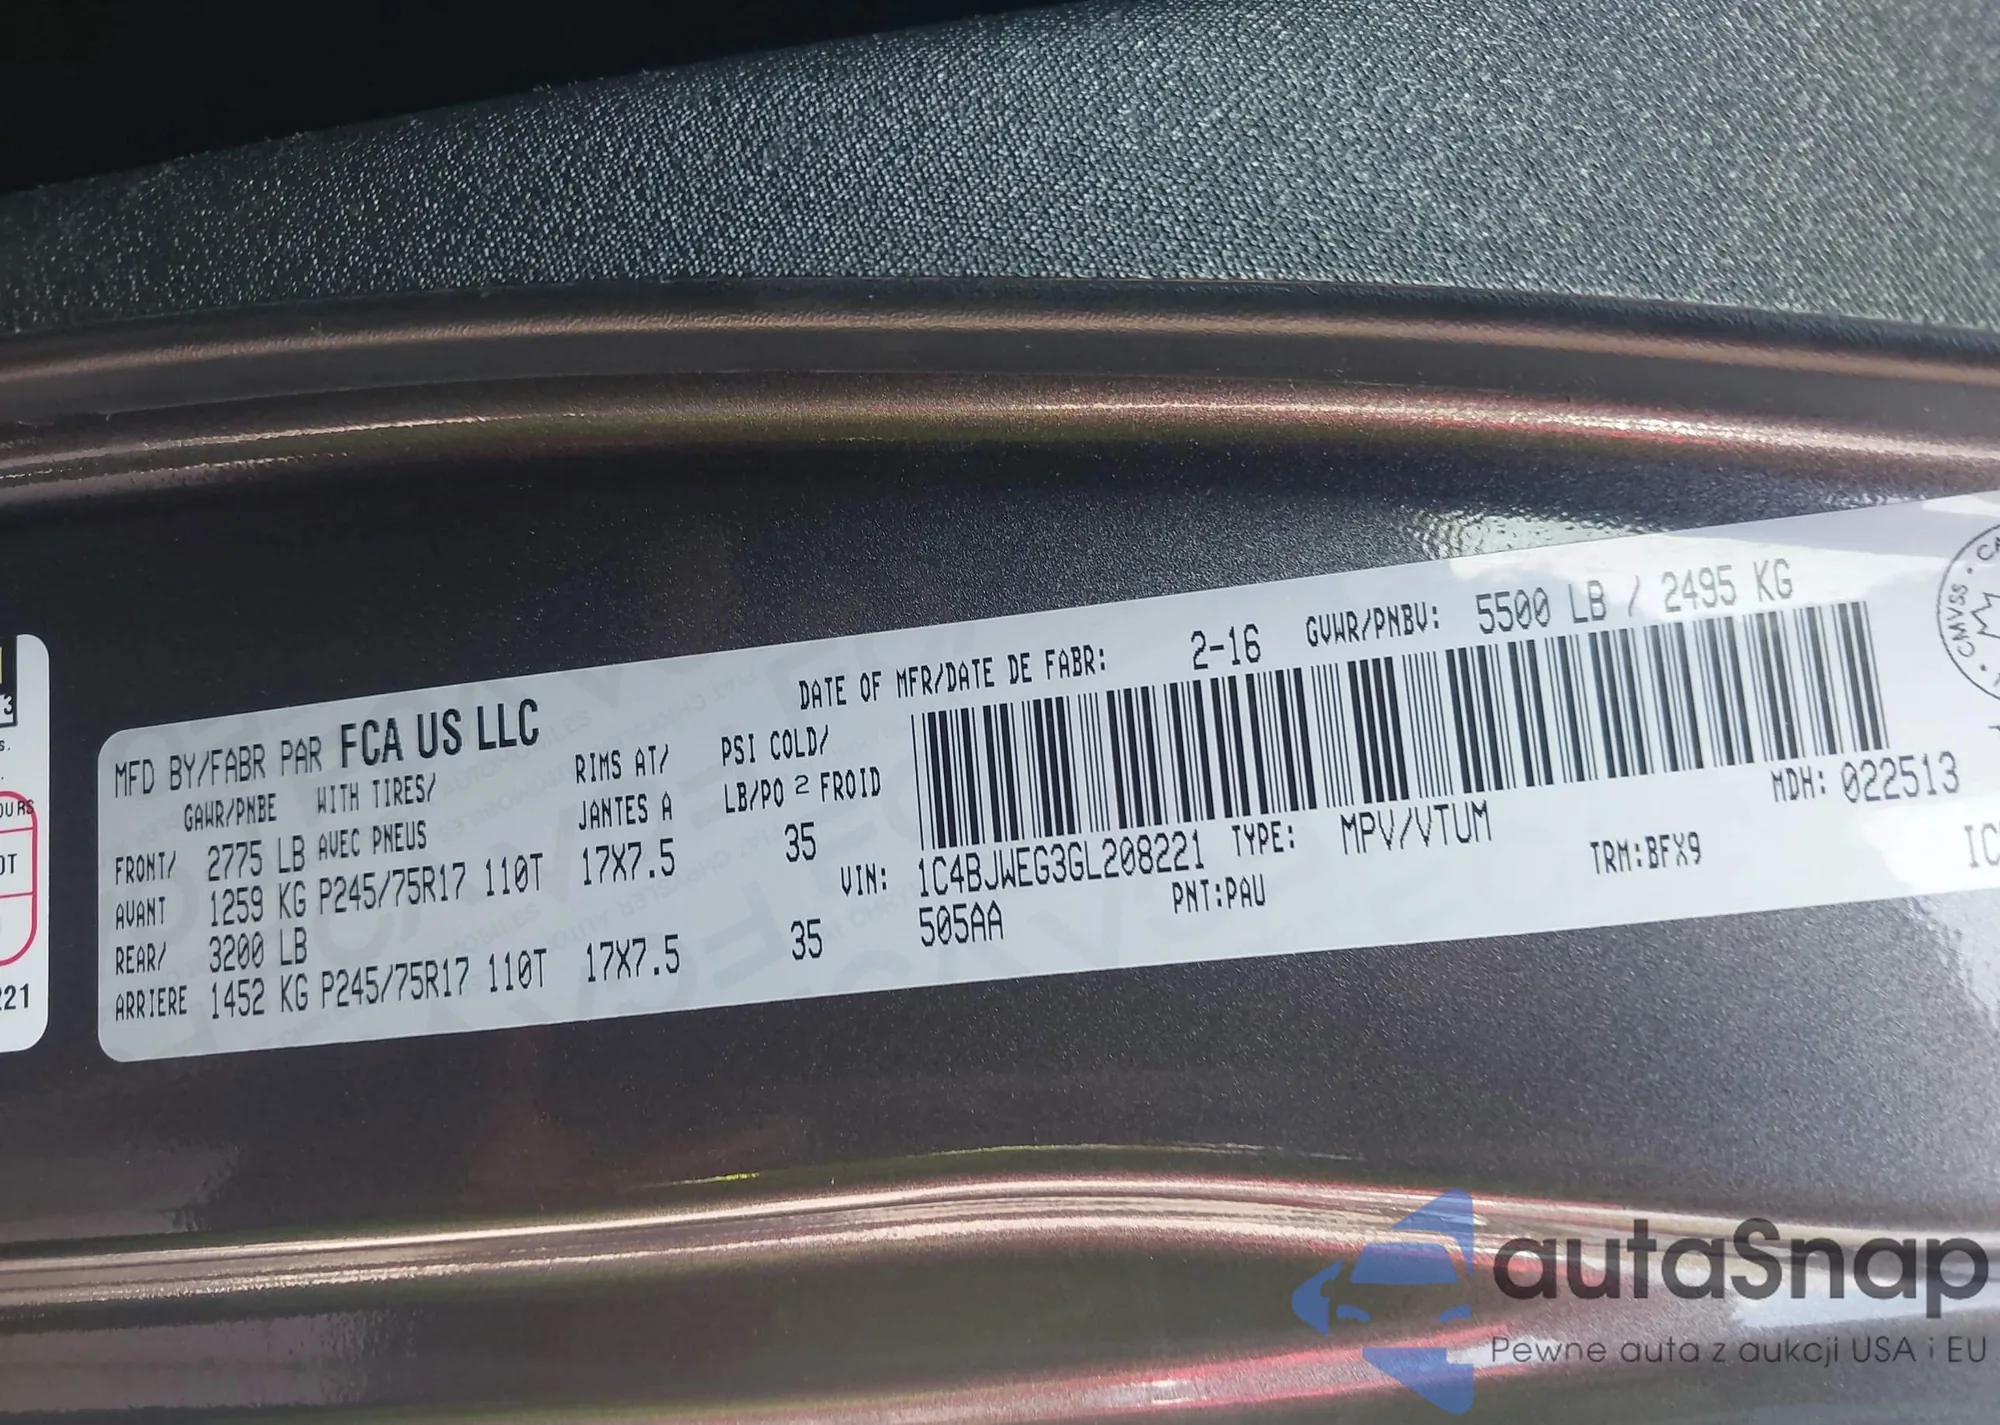 MFD BY/FABR PAR FCA US LLC
DATE OF MFR/DATE DE FABR: 2-16 GVWR/PNBV: 5500 LB / 2495 KG
GAWR/PNBE WITH TIRES/ RIMS AT/ PSI COLD/
AVEC PNEUS JANTES A LB/PO 2 FROID
FRONT/ 2775 LB
AVANT 1259 KG P245/75R17 110T 17X7.5 35
REAR/ 3200 LB
ARRIERE 1452 KG P245/75R17 110T 17X7.5 35
MDH: 022513
VIN: 1C4BJWEG3GL208221 TYPE: MPV/VTUM
505AA PNT:PAU TRM:BFX9
CMVSS
221
autaSnap
Pewne auta z aukcji USA i EU